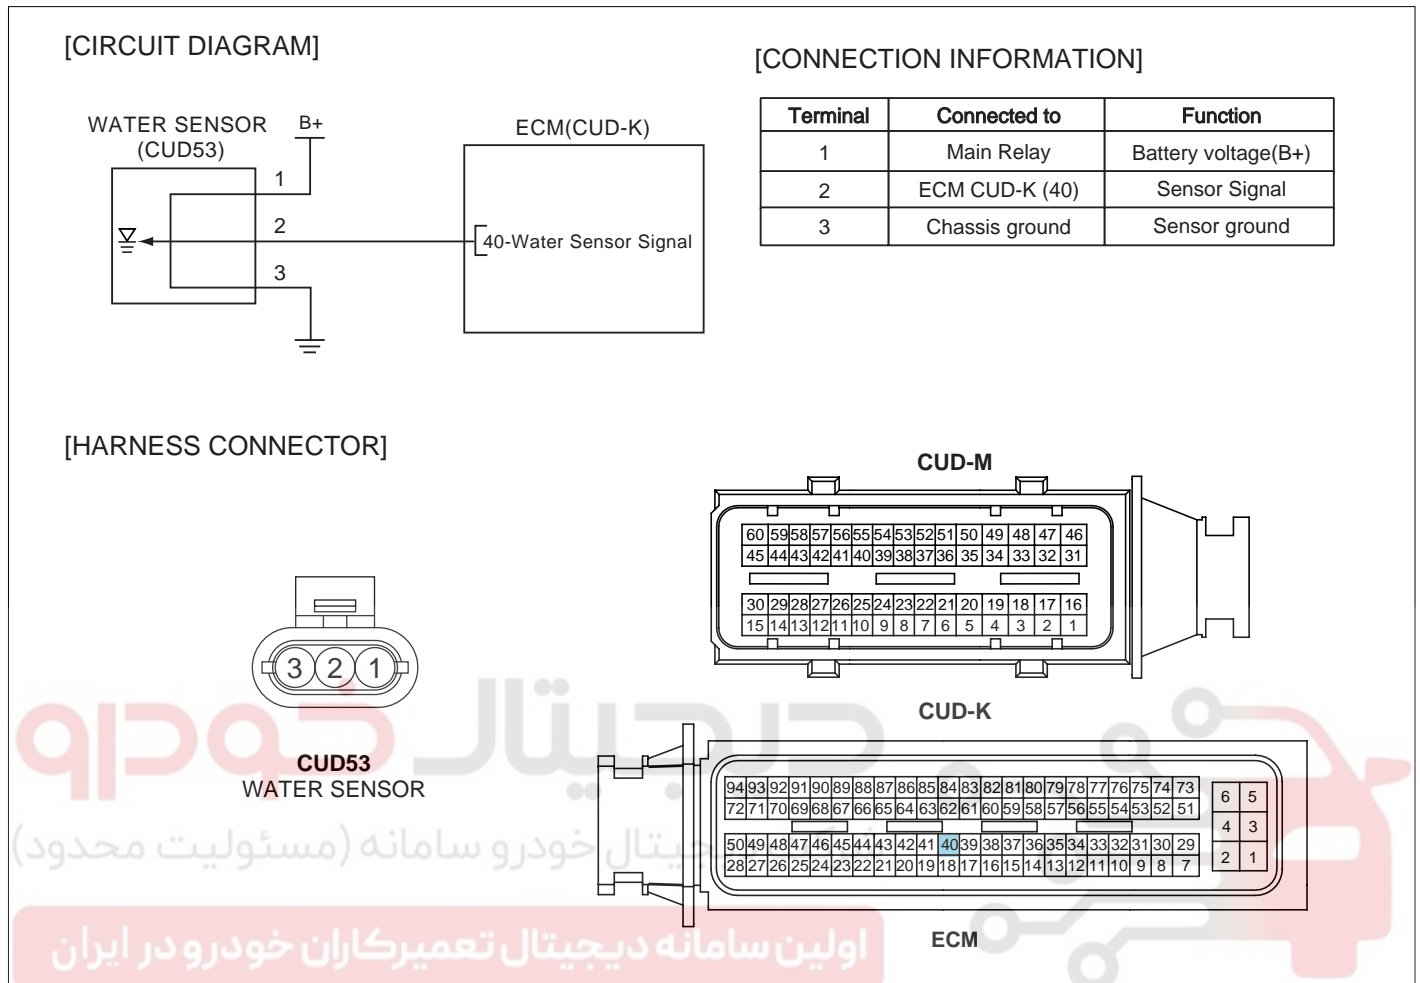 [CIRCUIT DIAGRAM]
WATER SENSOR
(CUD53)
B+
1
2
3
ECM(CUD-K)
40-Water Sensor Signal
[CONNECTION INFORMATION]
Terminal Connected to Function
1 Main Relay Battery voltage(B+)
2 ECM CUD-K (40) Sensor Signal
3 Chassis ground Sensor ground
[HARNESS CONNECTOR]
3 2 1
CUD53
WATER SENSOR
CUD-M
60 59 58 57 56 55 54 53 52 51 50 49 48 47 46
45 44 43 42 41 40 39 38 37 36 35 34 33 32 31
30 29 28 27 26 25 24 23 22 21 20 19 18 17 16
15 14 13 12 11 10 9 8 7 6 5 4 3 2 1
CUD-K
94 93 92 91 90 89 88 87 86 85 84 83 82 81 80 79 78 77 76 75 74 73
72 71 70 69 68 67 66 65 64 63 62 61 60 59 58 57 56 55 54 53 52 51
50 49 48 47 46 45 44 43 42 41 40 39 38 37 36 35 34 33 32 31 30 29
28 27 26 25 24 23 22 21 20 19 18 17 16 15 14 13 12 11 10 9 8 7
6 5
4 3
2 1
ECM
دیجیتال خودرو
دیجیتال خودرو سامانه (مسئولیت محدود)
اولین سامانه دیجیتال تعمیرکاران خودرو در ایران